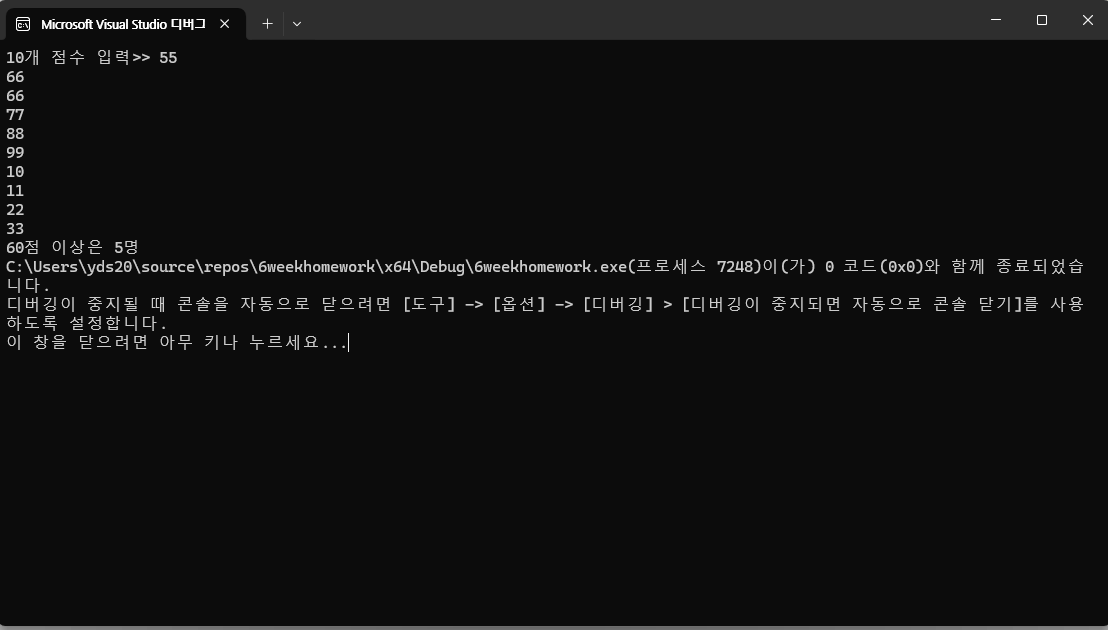 Microsoft Visual Studio 디버그
10개 점수 입력>> 55
66
66
77
88
99
10
11
22
33
60점 이상은 5명
C:\Users\yds20\source\repos\6weekhomework\x64\Debug\6weekhomework.exe(프로세스 7248)이(가) 0 코드(0x0)와 함께 종료되었습
니다.
디버깅이 중지될 때 콘솔을 자동으로 닫으려면 [도구] -> [옵션] -> [디버깅] > [디버깅이 중지되면 자동으로 콘솔 닫기]를 사용
하도록 설정합니다.
이 창을 닫으려면 아무 키나 누르세요...